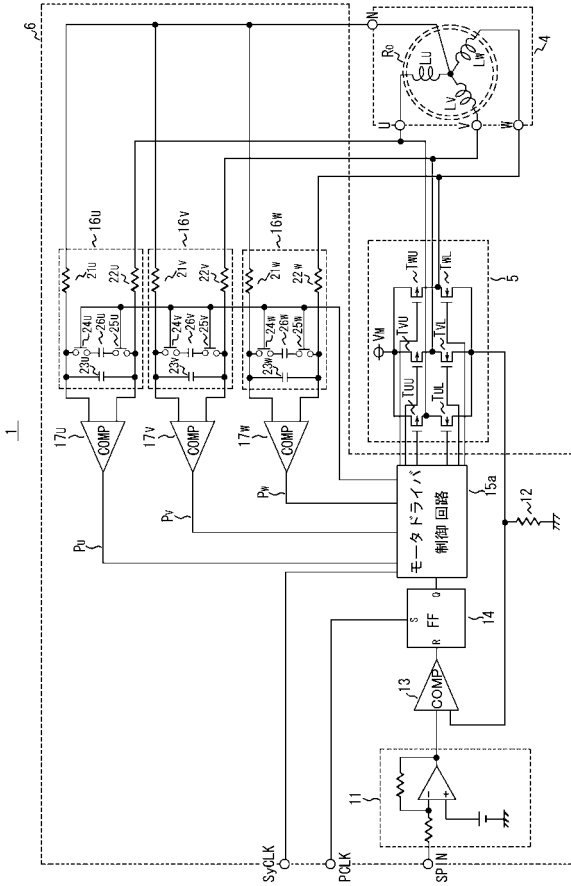 1
6
16U
16V
16W
21U
22U
21V
22V
21W
22W
24U
26U
25U
23U
24V
26V
25V
23V
24W
26W
25W
23W
17U
COMP
17V
COMP
17W
COMP
PU
PV
PW
N
RO
LU
LV
LW
U
V
W
4
VM
TUU
TVU
TWU
TUL
TVL
TWL
5
モータドライバ
制御回路
15a
12
S
FF
Q
R
14
13
COMP
11
-
+
SyCLK
PCLK
SPIN